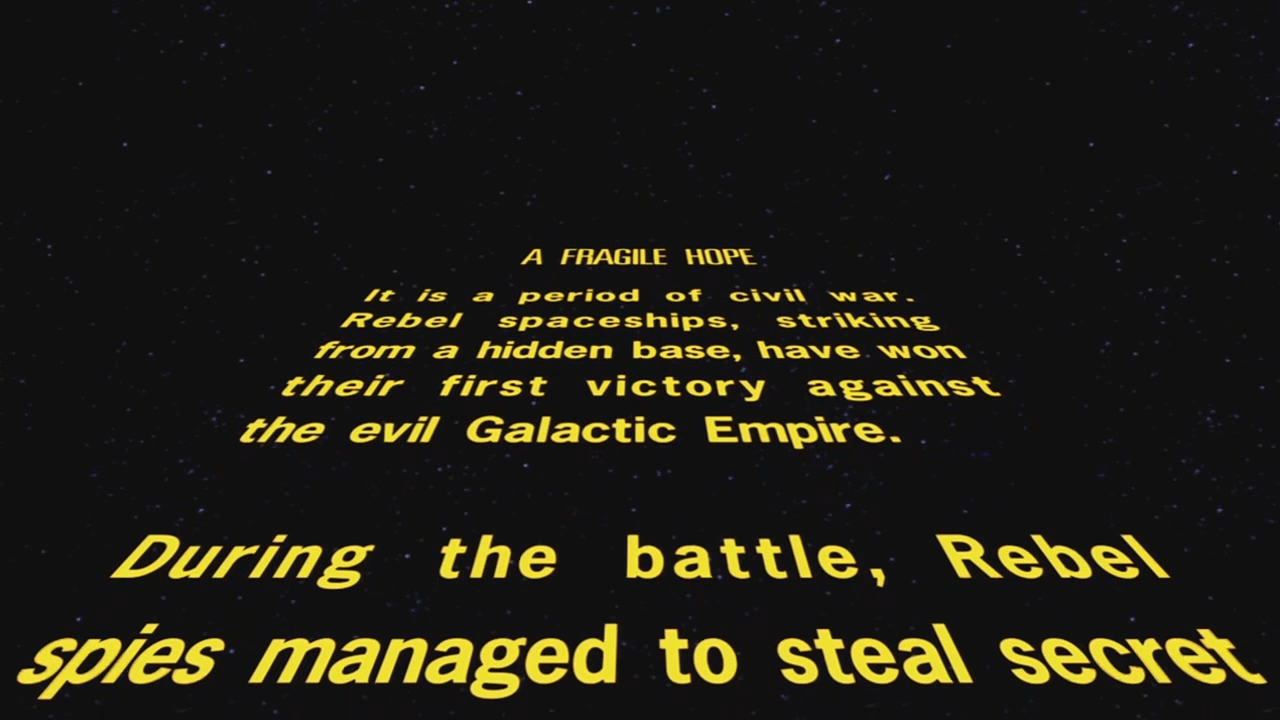 A FRAGILE HOPE
It is a period of civil war.
Rebel spaceships, striking
from a hidden base, have won
their first victory against
the evil Galactic Empire.
During the battle, Rebel
spies managed to steal secret